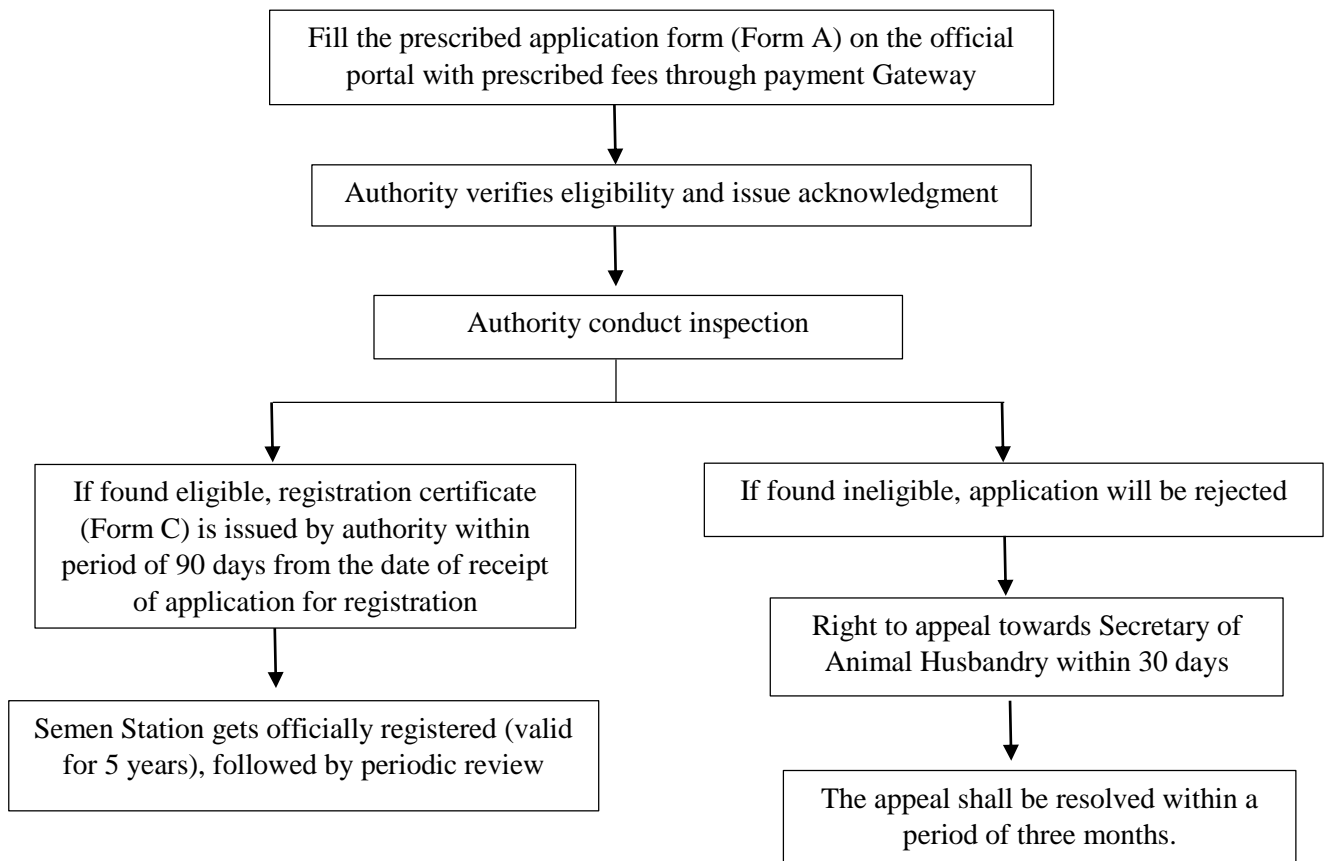 Fill the prescribed application form (Form A) on the official
portal with prescribed fees through payment Gateway
Authority verifies eligibility and issue acknowledgment
Authority conduct inspection
If found eligible, registration certificate
(Form C) is issued by authority within
period of 90 days from the date of receipt
of application for registration
Semen Station gets officially registered (valid
for 5 years), followed by periodic review
If found ineligible, application will be rejected
Right to appeal towards Secretary of
Animal Husbandry within 30 days
The appeal shall be resolved within a
period of three months.